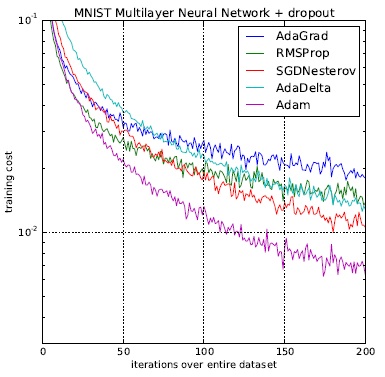 MNIST Multilayer Neural Network + dropout
10⁻¹
AdaGrad
RMSProp
SGDNesterov
AdaDelta
Adam
training cost
10⁻²
0 50 100 150 200
iterations over entire dataset